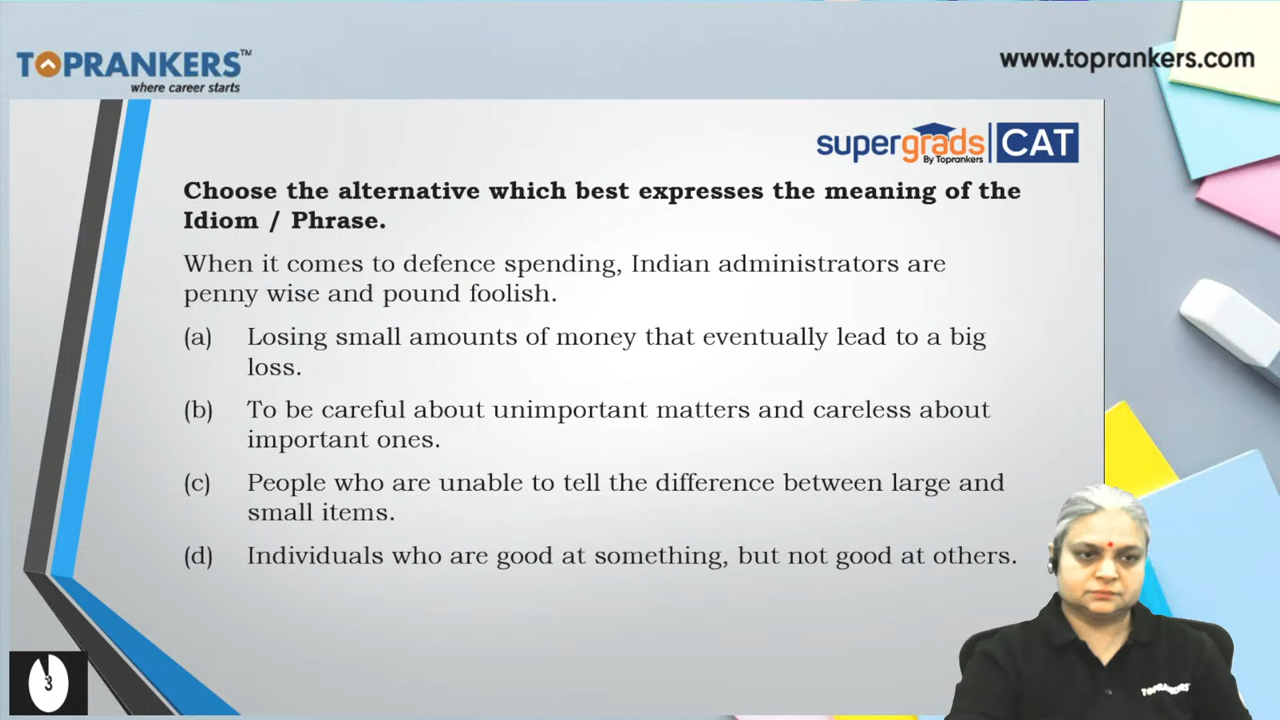 TOPRANKERS™
where career starts
www.toprankers.com
supergrads | CAT
By Toprankers
Choose the alternative which best expresses the meaning of the
Idiom / Phrase.
When it comes to defence spending, Indian administrators are
penny wise and pound foolish.
(a) Losing small amounts of money that eventually lead to a big
loss.
(b) To be careful about unimportant matters and careless about
important ones.
(c) People who are unable to tell the difference between large and
small items.
(d) Individuals who are good at something, but not good at others.
3
TOPRANKERS